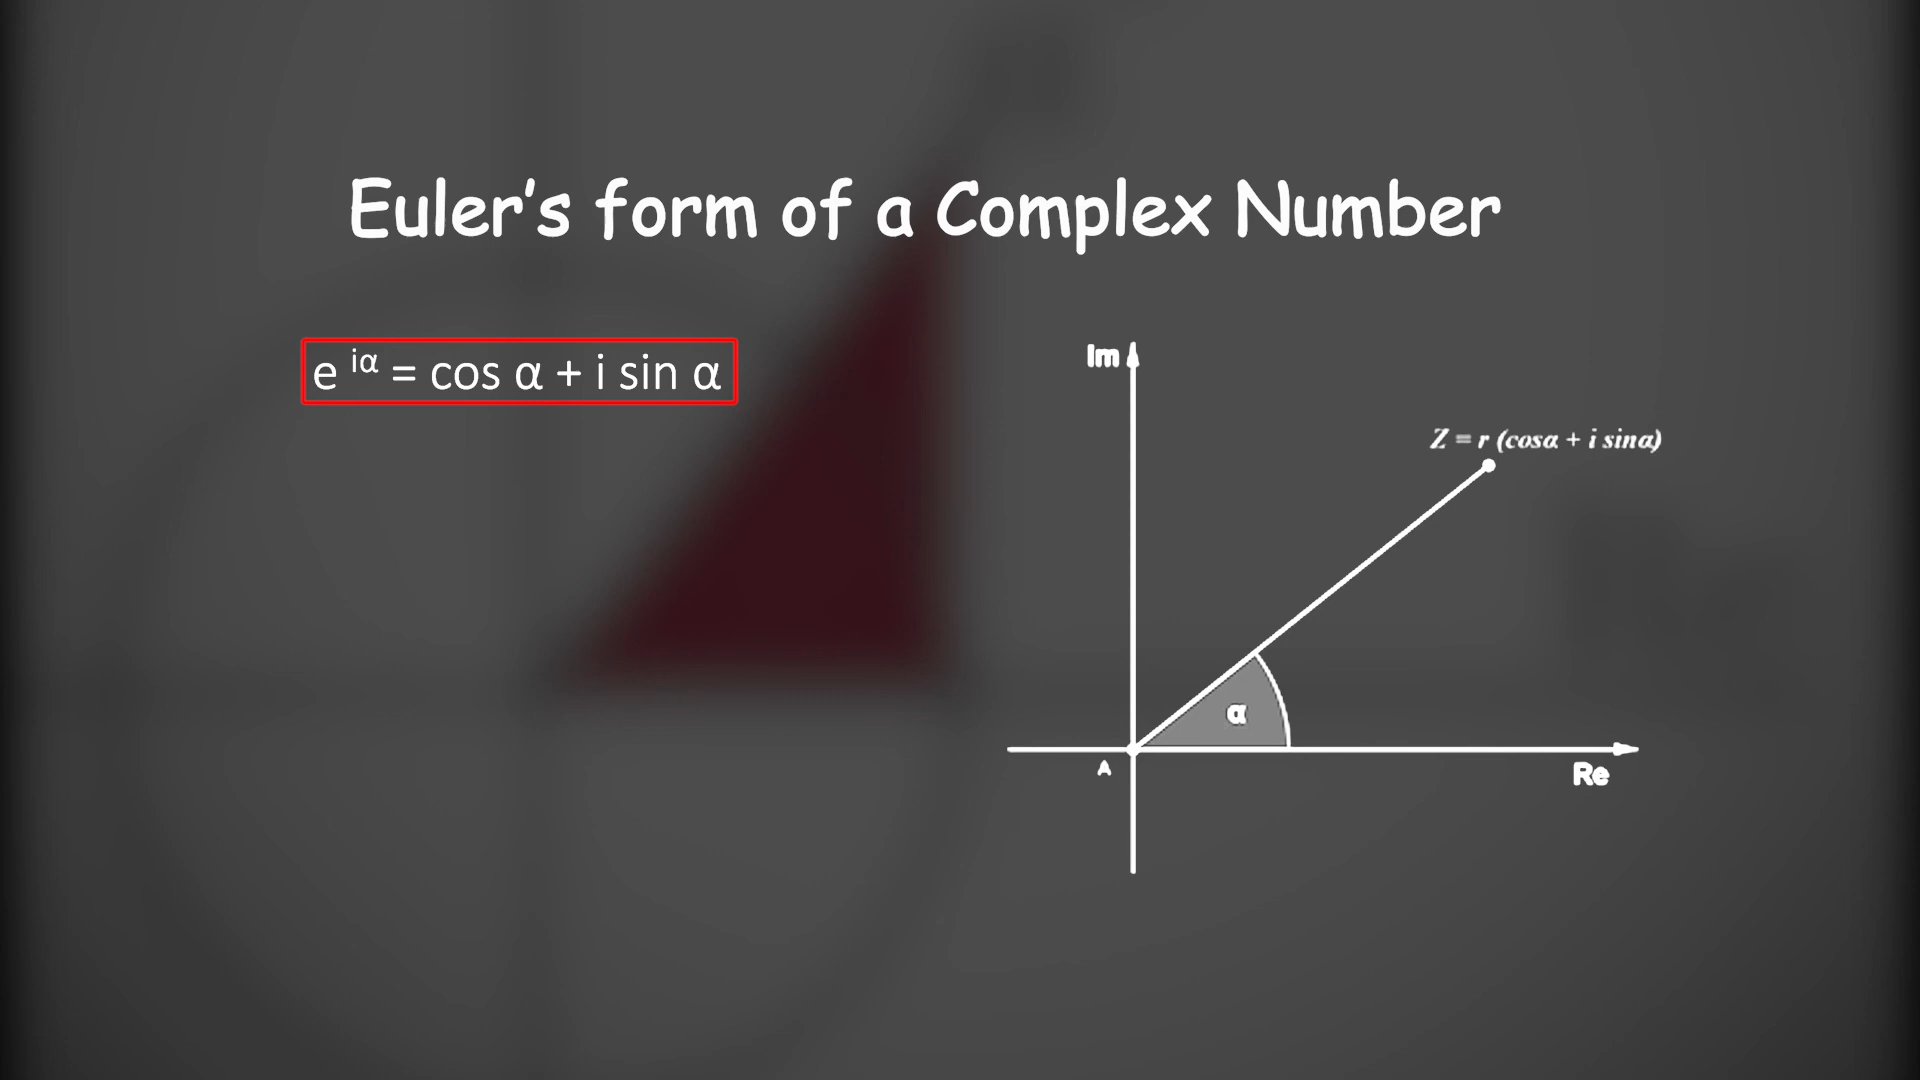 Euler's form of a Complex Number
e iα = cos α + i sin α
Im
Z = r (cosα + i sinα)
α
A
Re